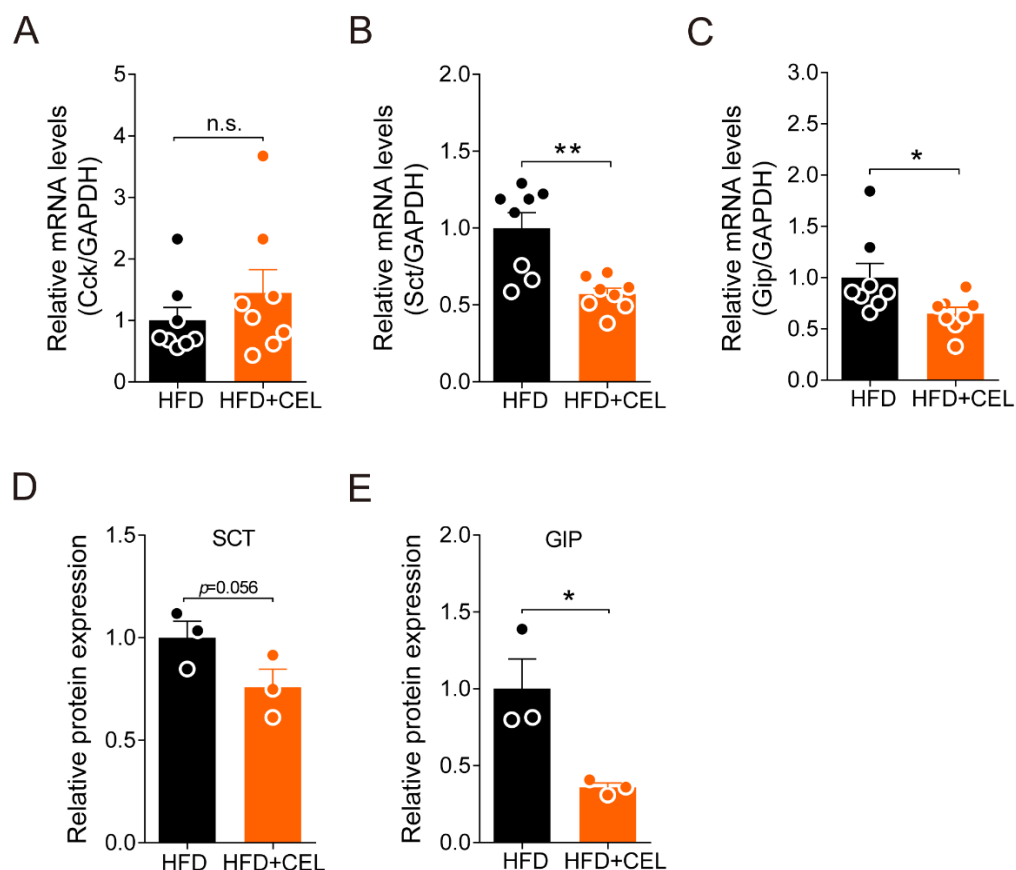 A
Relative mRNA levels
(Cck/GAPDH)
5
4
3
2
1
0
n.s.
HFD
HFD+CEL
B
Relative mRNA levels
(Sct/GAPDH)
2.0
1.5
1.0
0.5
0.0
**
HFD
HFD+CEL
C
Relative mRNA levels
(Gip/GAPDH)
3.0
2.5
2.0
1.5
1.0
0.5
0.0
*
HFD
HFD+CEL
D
Relative protein expression
1.5
1.0
0.5
0.0
SCT
p=0.056
HFD
HFD+CEL
E
Relative protein expression
2.0
1.5
1.0
0.5
0.0
GIP
*
HFD
HFD+CEL